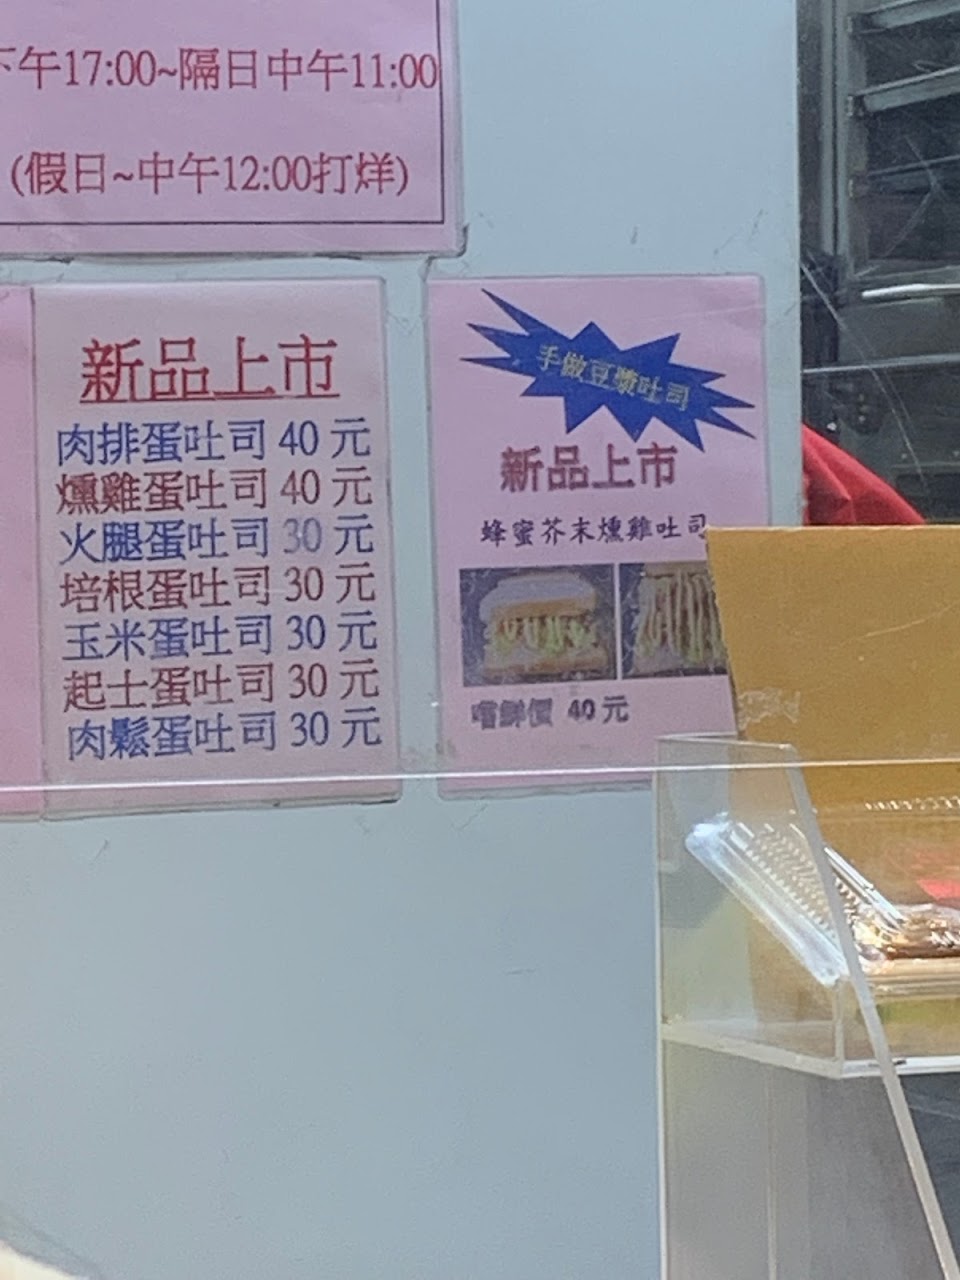 下午17:00~隔日中午11:00
(假日~中午12:00打烊)
新品上市
肉排蛋吐司 40 元
燻雞蛋吐司 40 元
火腿蛋吐司 30 元
培根蛋吐司 30 元
玉米蛋吐司 30 元
起士蛋吐司 30 元
肉鬆蛋吐司 30 元
手做豆漿吐司
新品上市
蜂蜜芥末燻雞吐司
嚐鮮價 40 元